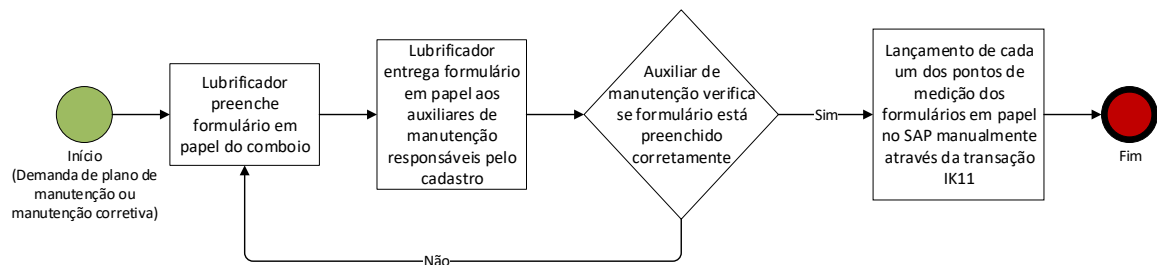 Início
(Demanda de plano de
manutenção ou
manutenção corretiva)
Lubrificador
preenche
formulário em
papel do comboio
Lubrificador
entrega formulário
em papel aos
auxiliares de
manutenção
responsáveis pelo
cadastro
Auxiliar de
manutenção verifica
se formulário está
preenchido
corretamente
Sim
Não
Lançamento de cada
um dos pontos de
medição dos
formulários em papel
no SAP manualmente
através da transação
IK11
Fim